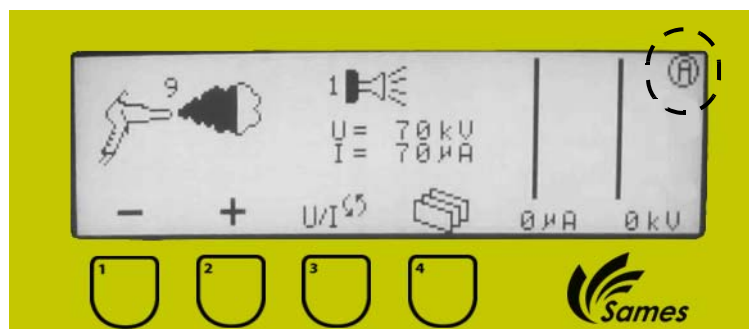 9
1
Ⓐ
U = 70kV
I = 70µA
− +
U/I
0µA 0kV
1 2 3 4
Sames